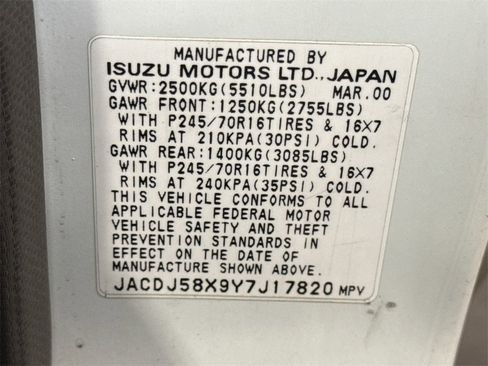 MANUFACTURED BY
ISUZU MOTORS LTD., JAPAN
GVWR:2500KG(5510LBS) MAR.00
GAWR FRONT:1250KG(2755LBS)
WITH P245/70R16TIRES & 16X7
RIMS AT 210KPA(30PSI) COLD.
GAWR REAR:1400KG(3085LBS)
WITH P245/70R16TIRES & 16X7
RIMS AT 240KPA(35PSI) COLD.
THIS VEHICLE CONFORMS TO ALL
APPLICABLE FEDERAL MOTOR
VEHICLE SAFETY AND THEFT
PREVENTION STANDARDS IN
EFFECT ON THE DATE OF
MANUFACTURE SHOWN ABOVE.
JACDJ58X9Y7J17820 MPV